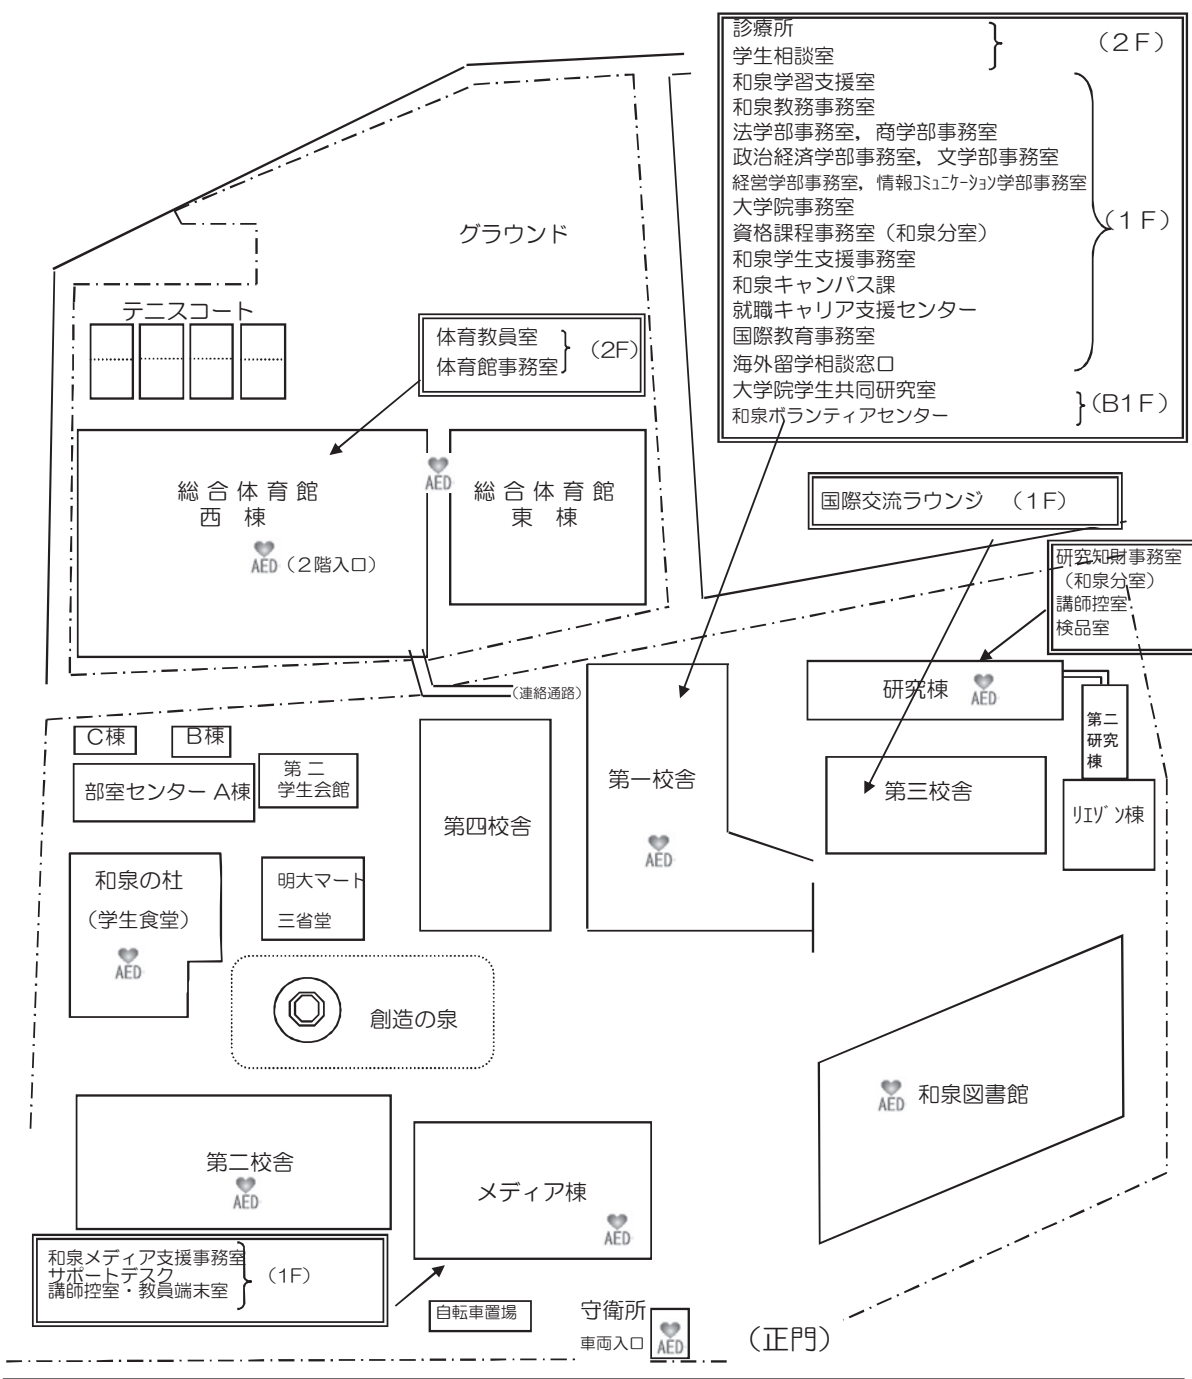 診療所
学生相談室
(2F)
和泉学習支援室
和泉教務事務室
法学部事務室，商学部事務室
政治経済学部事務室，文学部事務室
経営学部事務室，情報ｺﾐｭﾆｹｰｼｮﾝ学部事務室
大学院事務室
資格課程事務室（和泉分室）
和泉学生支援事務室
和泉キャンパス課
就職キャリア支援センター
国際教育事務室
海外留学相談窓口
(1F)
大学院学生共同研究室
和泉ボランティアセンター
(B1F)
グラウンド
テニスコート
体育教員室
体育館事務室
(2F)
総合体育館
西棟
AED（2階入口）
AED
総合体育館
東棟
国際交流ラウンジ （1F）
研究知財事務室
（和泉分室）
講師控室
検品室
（連絡通路）
研究棟
AED
第二
研究
棟
C棟
B棟
部室センター A棟
第二
学生会館
第四校舎
第一校舎
AED
第三校舎
ﾘｴｿﾞﾝ棟
和泉の杜
（学生食堂）
AED
明大マート
三省堂
創造の泉
AED
和泉図書館
第二校舎
AED
メディア棟
AED
和泉メディア支援事務室
サポートデスク
講師控室・教員端末室
（1F）
自転車置場
守衛所
車両入口
AED
（正門）